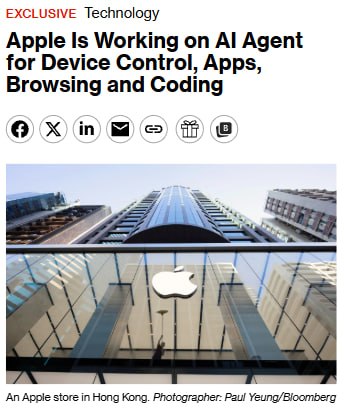 EXCLUSIVE Technology
Apple Is Working on AI Agent
for Device Control, Apps,
Browsing and Coding
An Apple store in Hong Kong. Photographer: Paul Yeung/Bloomberg